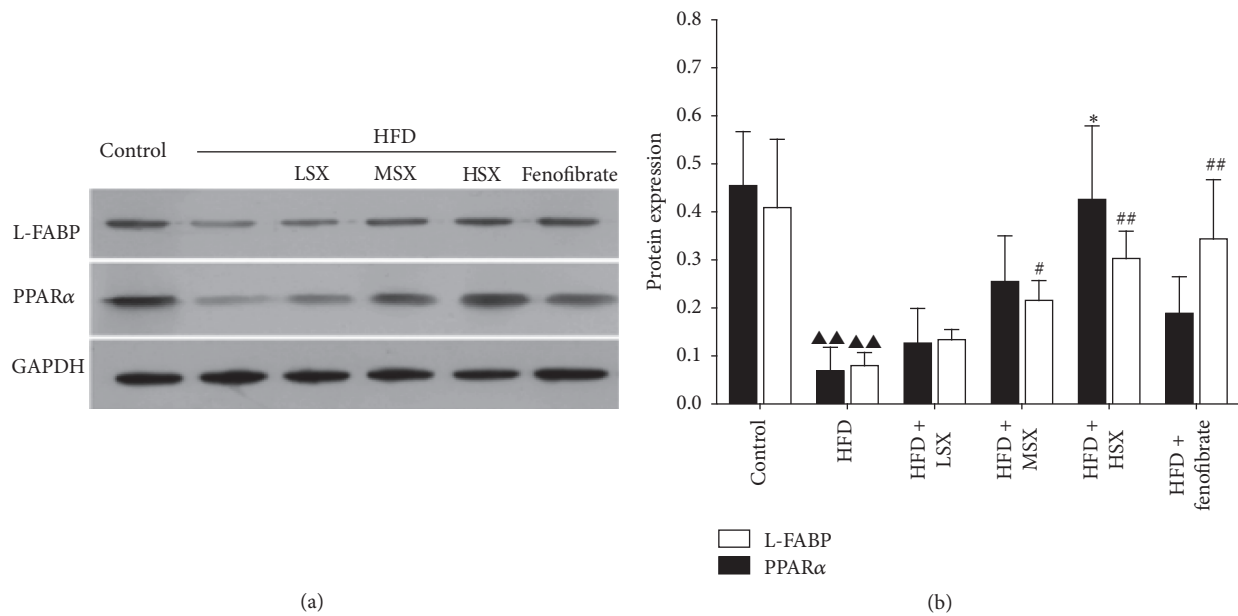 Control
HFD
LSX MSX HSX Fenofibrate
L-FABP
PPARα
GAPDH
(a)
Protein expression
0.8
0.7
0.6
0.5
0.4
0.3
0.2
0.1
0.0
▲▲ ▲▲
#
*
##
##
Control
HFD
HFD +
LSX
HFD +
MSX
HFD +
HSX
HFD +
fenofibrate
L-FABP
PPARα
(b)